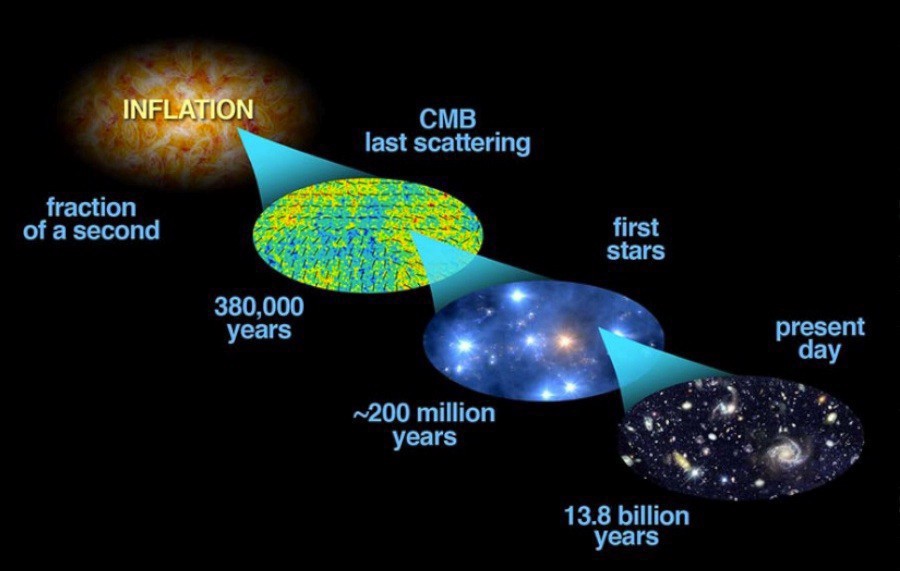 INFLATION
fraction
of a second
CMB
last scattering
380,000
years
first
stars
~200 million
years
present
day
13.8 billion
years